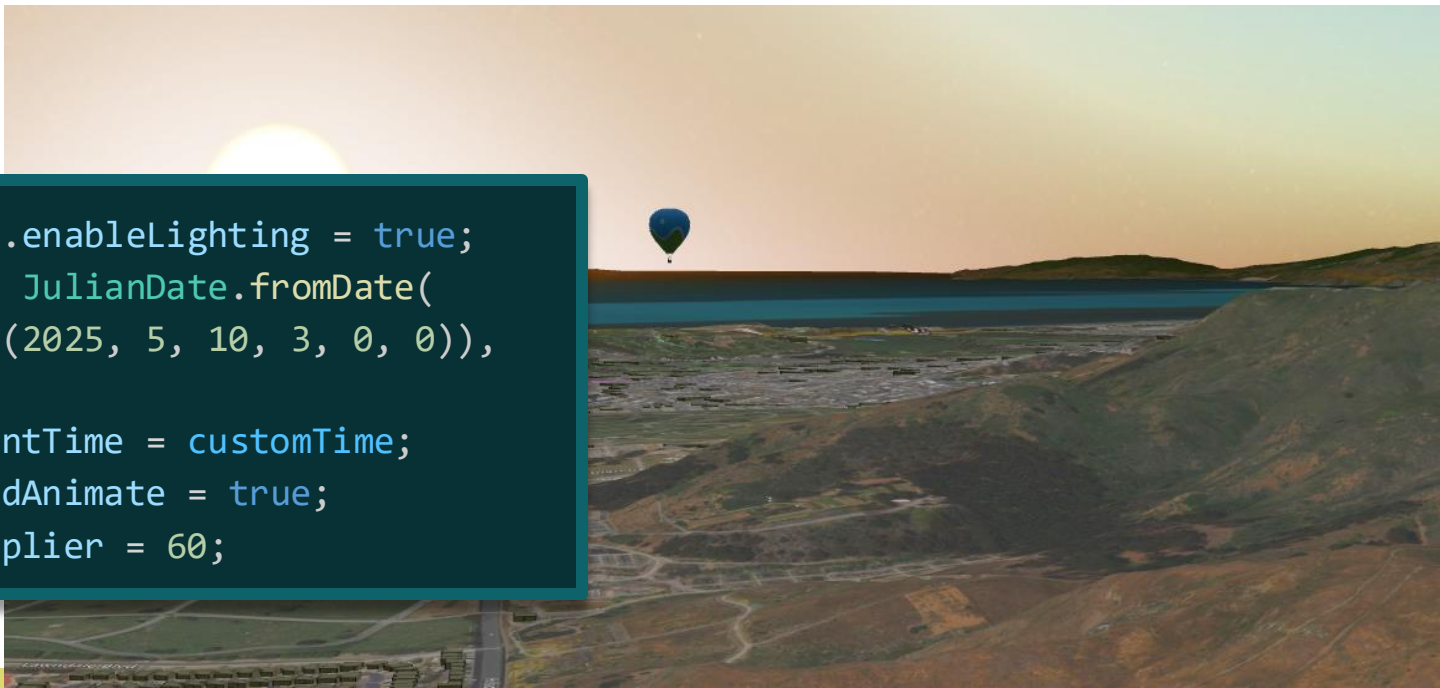 .enableLighting = true;
JulianDate.fromDate(
(2025, 5, 10, 3, 0, 0)),
ntTime = customTime;
dAnimate = true;
plier = 60;